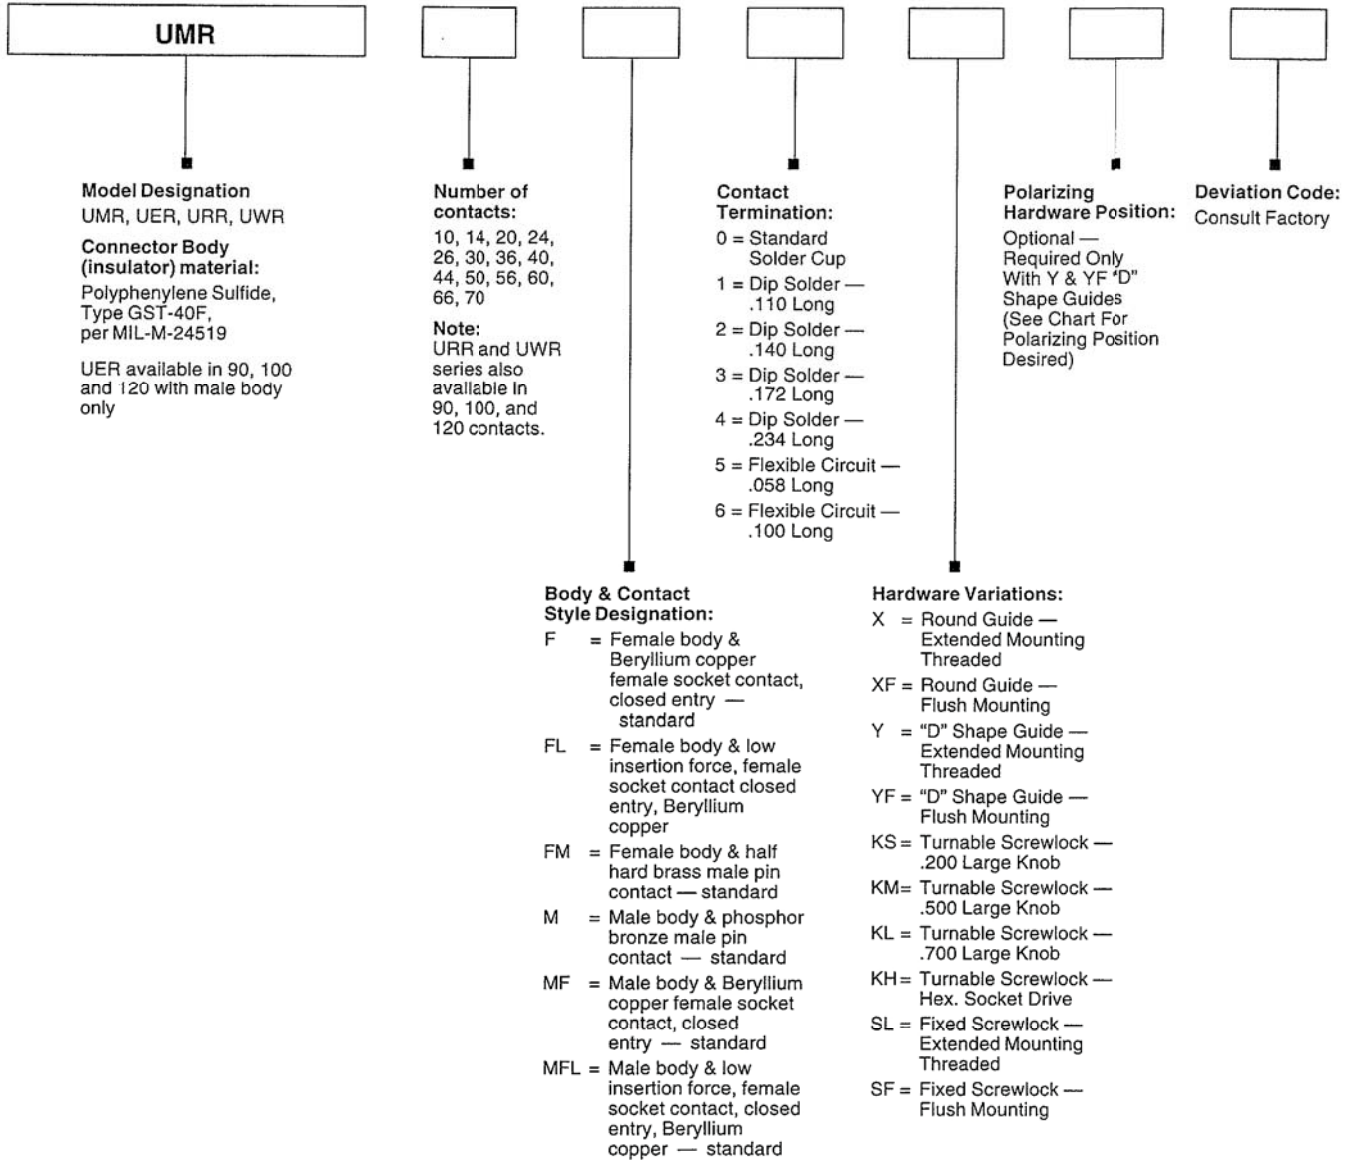 UMR
Model Designation
UMR, UER, URR, UWR
Connector Body
(insulator) material:
Polyphenylene Sulfide,
Type GST-40F,
per MIL-M-24519
UER available in 90, 100
and 120 with male body
only
Number of
contacts:
10, 14, 20, 24,
26, 30, 36, 40,
44, 50, 56, 60,
66, 70
Note:
URR and UWR
series also
available in
90, 100, and
120 contacts.
Contact
Termination:
0 = Standard
Solder Cup
1 = Dip Solder —
.110 Long
2 = Dip Solder —
.140 Long
3 = Dip Solder —
.172 Long
4 = Dip Solder —
.234 Long
5 = Flexible Circuit —
.058 Long
6 = Flexible Circuit —
.100 Long
Polarizing
Hardware Position:
Optional —
Required Only
With Y & YF "D"
Shape Guides
(See Chart For
Polarizing Position
Desired)
Deviation Code:
Consult Factory
Body & Contact
Style Designation:
F = Female body &
Beryllium copper
female socket contact,
closed entry —
standard
FL = Female body & low
insertion force, female
socket contact closed
entry, Beryllium
copper
FM = Female body & half
hard brass male pin
contact — standard
M = Male body & phosphor
bronze male pin
contact — standard
MF = Male body & Beryllium
copper female socket
contact, closed
entry — standard
MFL = Male body & low
insertion force, female
socket contact, closed
entry, Beryllium
copper — standard
Hardware Variations:
X = Round Guide —
Extended Mounting
Threaded
XF = Round Guide —
Flush Mounting
Y = "D" Shape Guide —
Extended Mounting
Threaded
YF = "D" Shape Guide —
Flush Mounting
KS = Turnable Screwlock —
.200 Large Knob
KM = Turnable Screwlock —
.500 Large Knob
KL = Turnable Screwlock —
.700 Large Knob
KH = Turnable Screwlock —
Hex. Socket Drive
SL = Fixed Screwlock —
Extended Mounting
Threaded
SF = Fixed Screwlock —
Flush Mounting